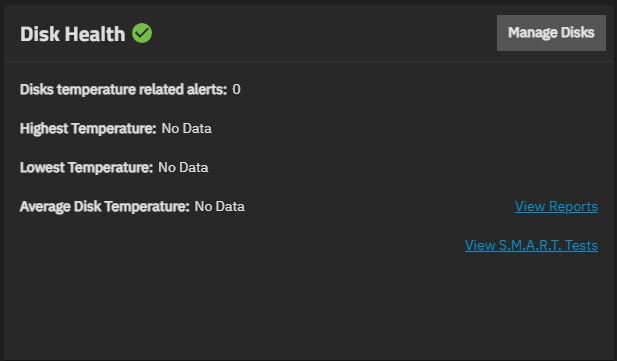 Disk Health
Manage Disks
Disks temperature related alerts: 0
Highest Temperature: No Data
Lowest Temperature: No Data
Average Disk Temperature: No Data
View Reports
View S.M.A.R.T. Tests